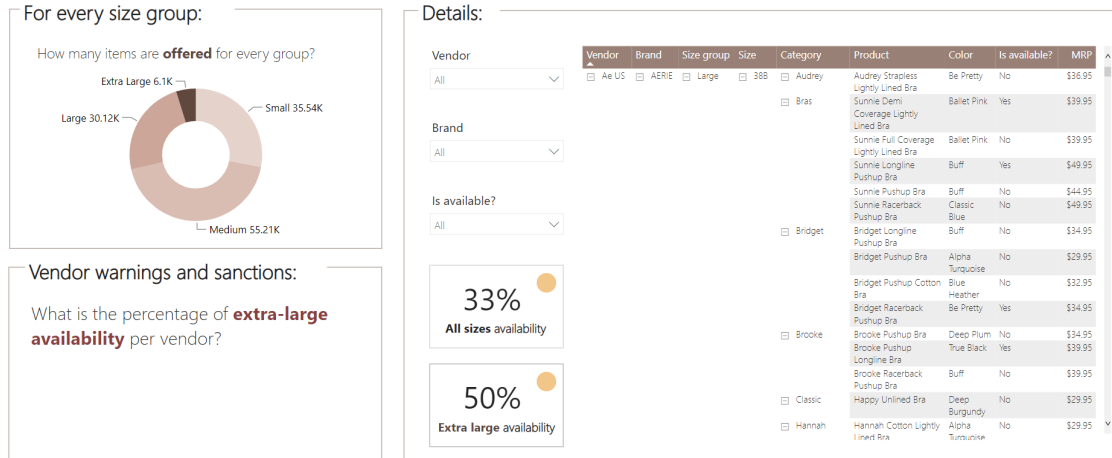 For every size group:
How many items are offered for every group?
Extra Large 6.1K
Small 35.54K
Large 30.12K
Medium 55.21K
Vendor warnings and sanctions:
What is the percentage of extra-large
availability per vendor?
Details:
Vendor
All
Brand
All
Is available?
All
33%
All sizes availability
50%
Extra large availability
Vendor Brand Size group Size Category Product Color Is available? MRP
Ae US AERIE Large 38B Audrey Audrey Strapless Be Pretty No $36.95
Lightly Lined Bra
Bras Sunnie Demi Ballet Pink Yes $39.95
Coverage Lightly
Lined Bra
Sunnie Full Coverage Ballet Pink No $39.95
Lightly Lined Bra
Sunnie Longline Buff Yes $49.95
Pushup Bra
Sunnie Pushup Bra Buff No $44.95
Sunnie Racerback Classic No $49.95
Pushup Bra Blue
Bridget Bridget Longline Buff No $34.95
Pushup Bra
Bridget Pushup Bra Alpha No $29.95
Turquoise
Bridget Pushup Cotton Blue No $32.95
Bra Heather
Bridget Racerback Be Pretty Yes $34.95
Pushup Bra
Brooke Brooke Pushup Bra Deep Plum No $34.95
Brooke Pushup True Black Yes $39.95
Longline Bra
Brooke Racerback Buff No $39.95
Pushup Bra
Classic Happy Unlined Bra Deep No $29.95
Burgundy
Hannah Hannah Cotton Lightly Alpha No $29.95
Lined Bra Turquoise